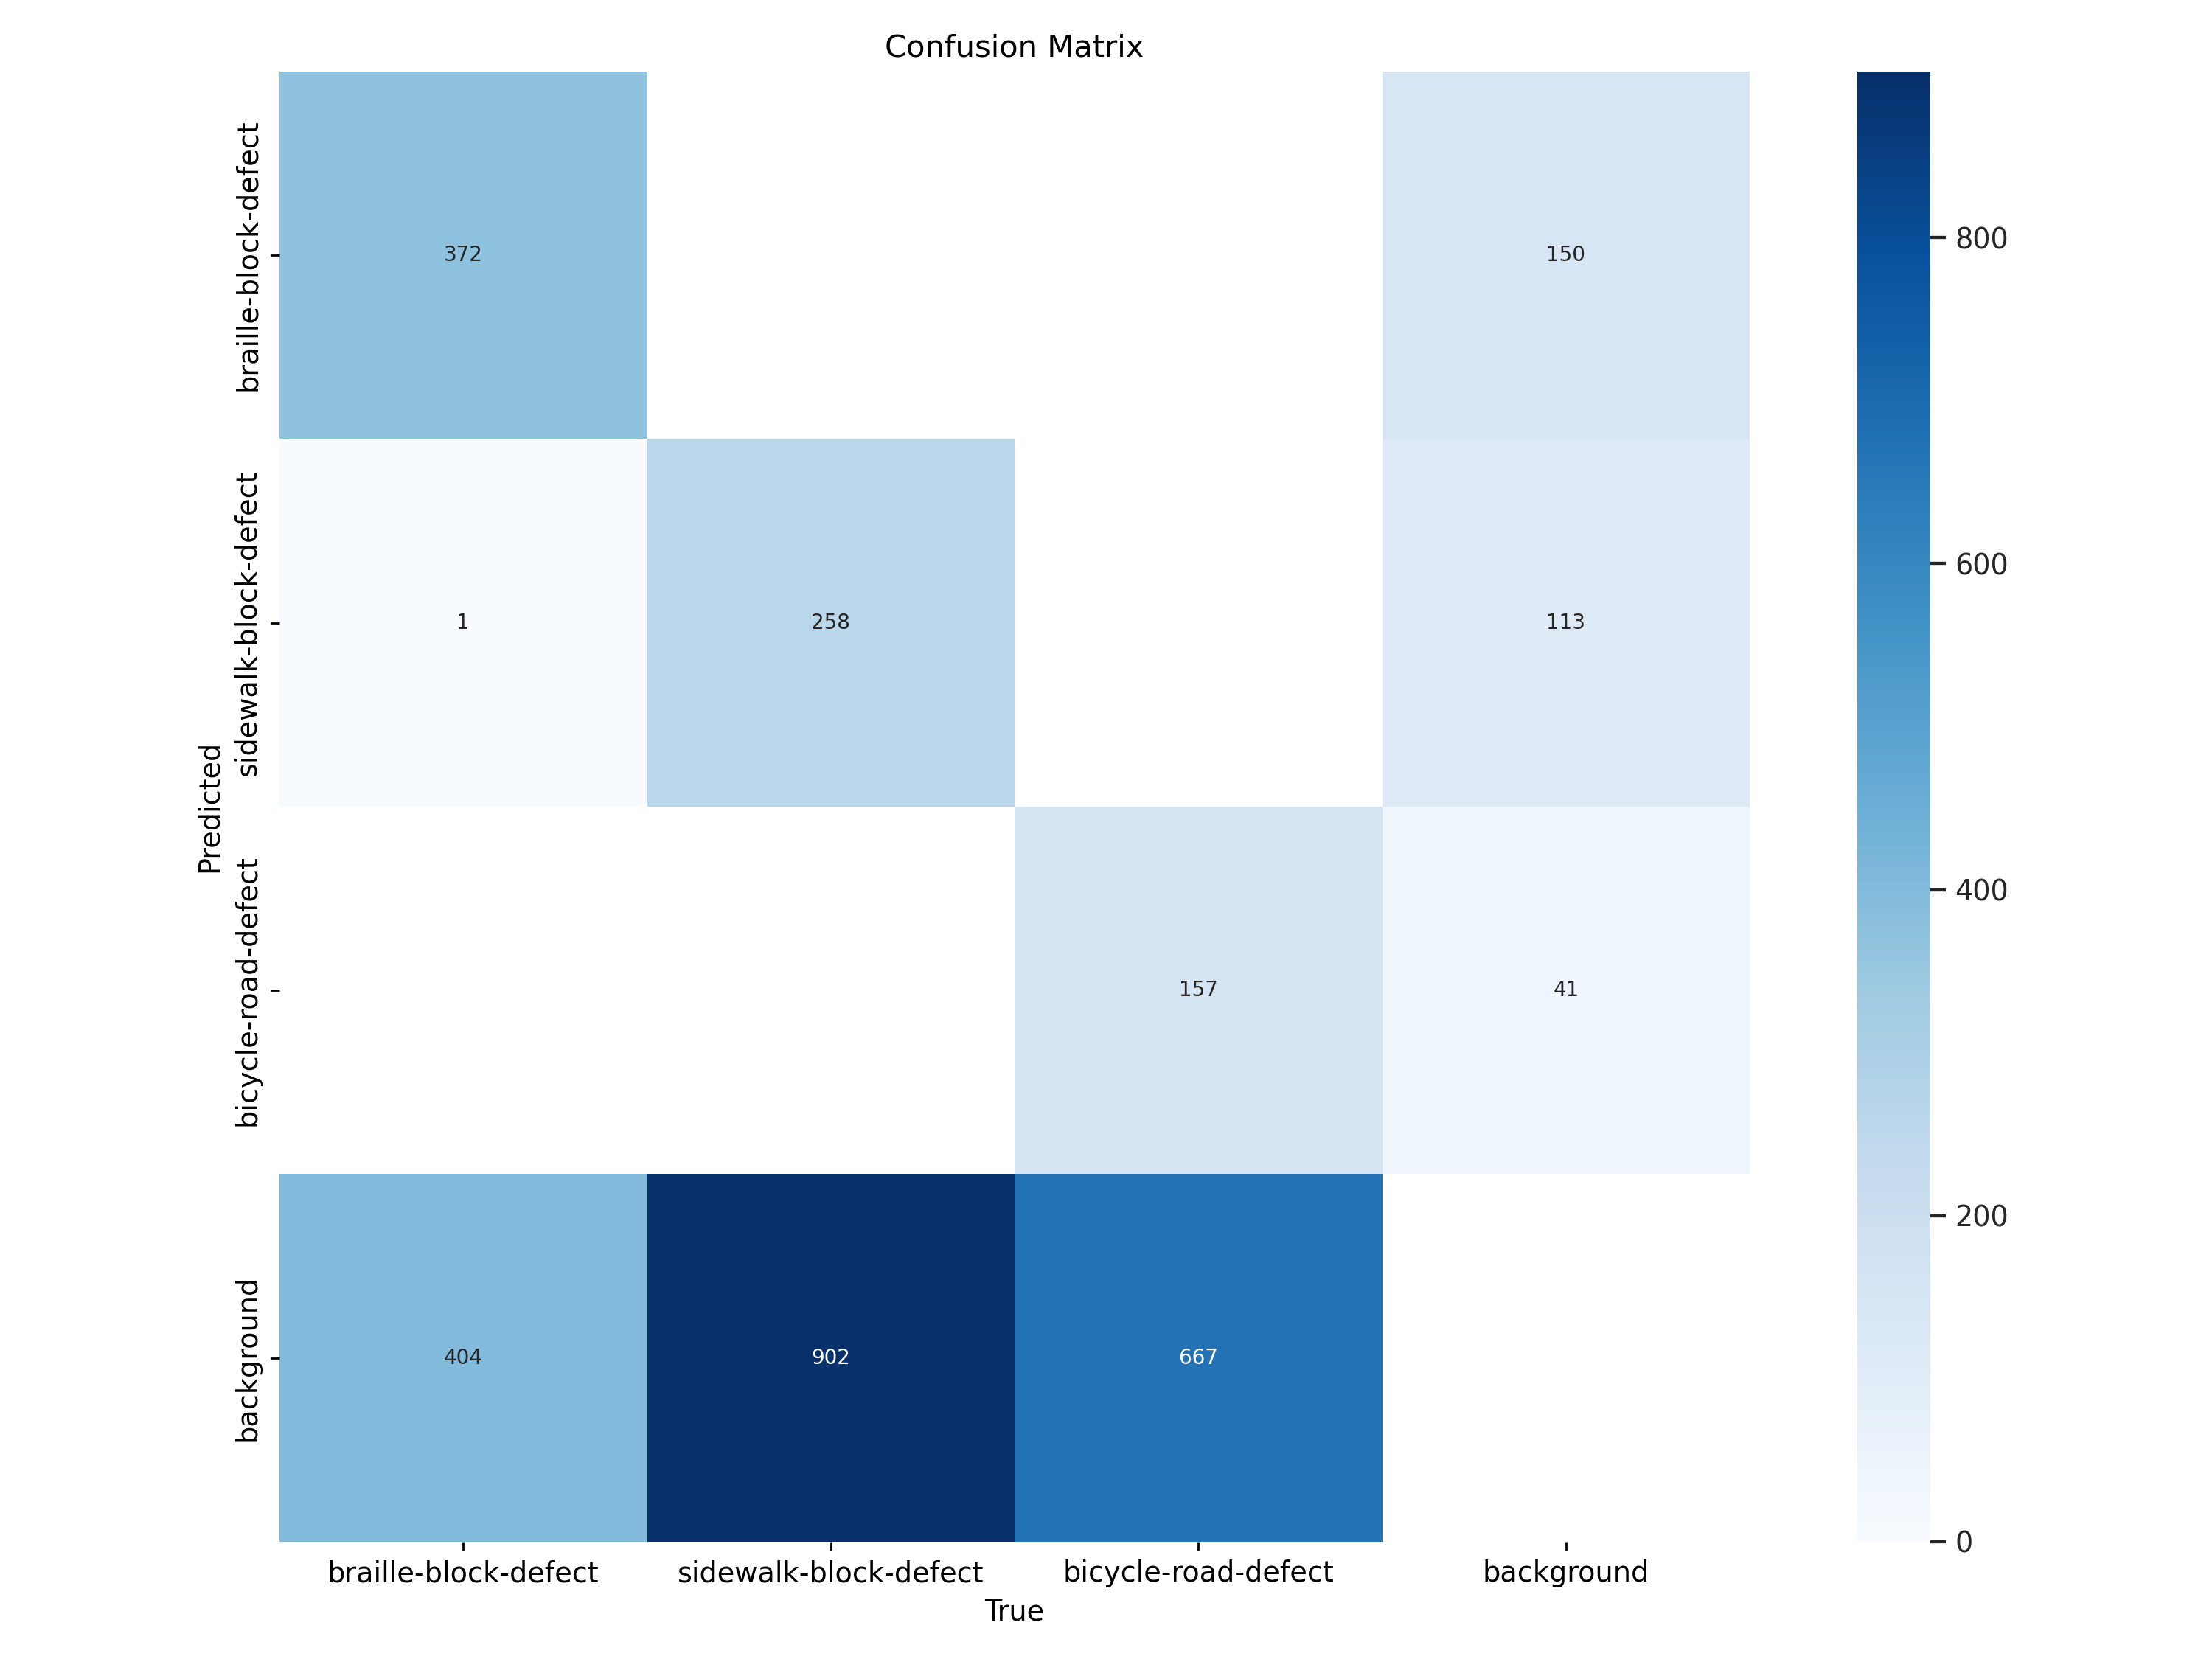 Confusion Matrix
braille-block-defect
sidewalk-block-defect
bicycle-road-defect
background
Predicted
372
150
1
258
113
157
41
404
902
667
braille-block-defect
sidewalk-block-defect
bicycle-road-defect
background
True
800
600
400
200
0